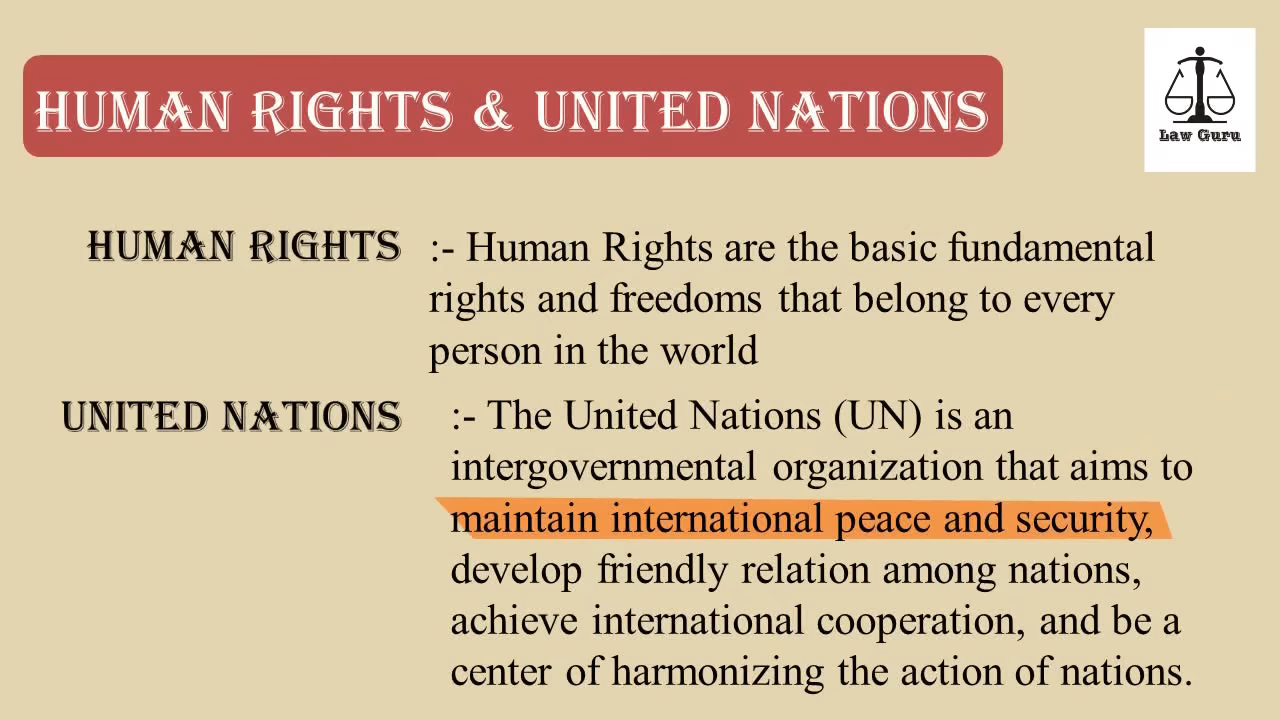 HUMAN RIGHTS & UNITED NATIONS
Law Guru
HUMAN RIGHTS :- Human Rights are the basic fundamental
rights and freedoms that belong to every
person in the world
UNITED NATIONS :- The United Nations (UN) is an
intergovernmental organization that aims to
maintain international peace and security,
develop friendly relation among nations,
achieve international cooperation, and be a
center of harmonizing the action of nations.